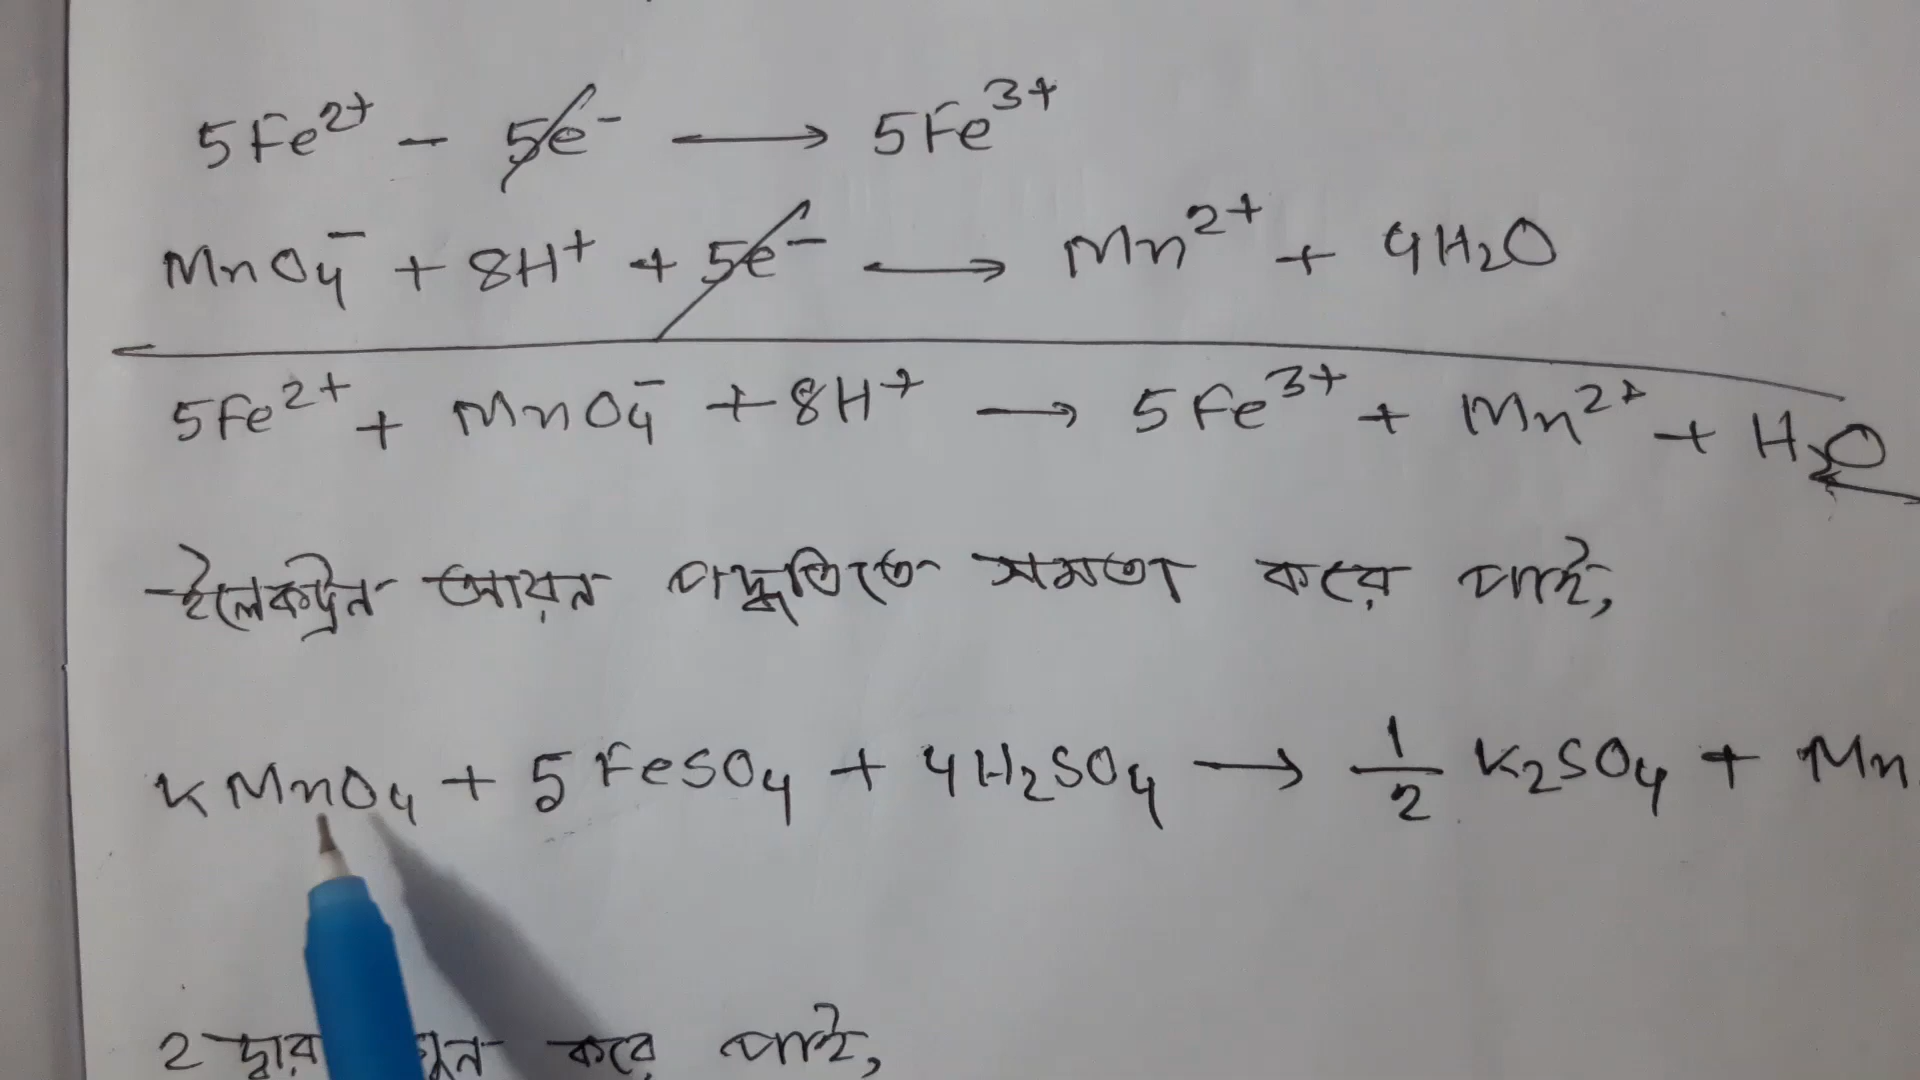 5Fe²⁺ - 5e⁻ → 5Fe³⁺
MnO₄⁻ + 8H⁺ + 5e⁻ → Mn²⁺ + 4H₂O
5Fe²⁺ + MnO₄⁻ + 8H⁺ → 5Fe³⁺ + Mn²⁺ + H₂O
ইলেকট্রন আয়ন পদ্ধতিতে সমতা করে পাই,
KMnO₄ + 5FeSO₄ + 4H₂SO₄ → 1/2 K₂SO₄ + Mn
2 দ্বারা গুন করে পাই,